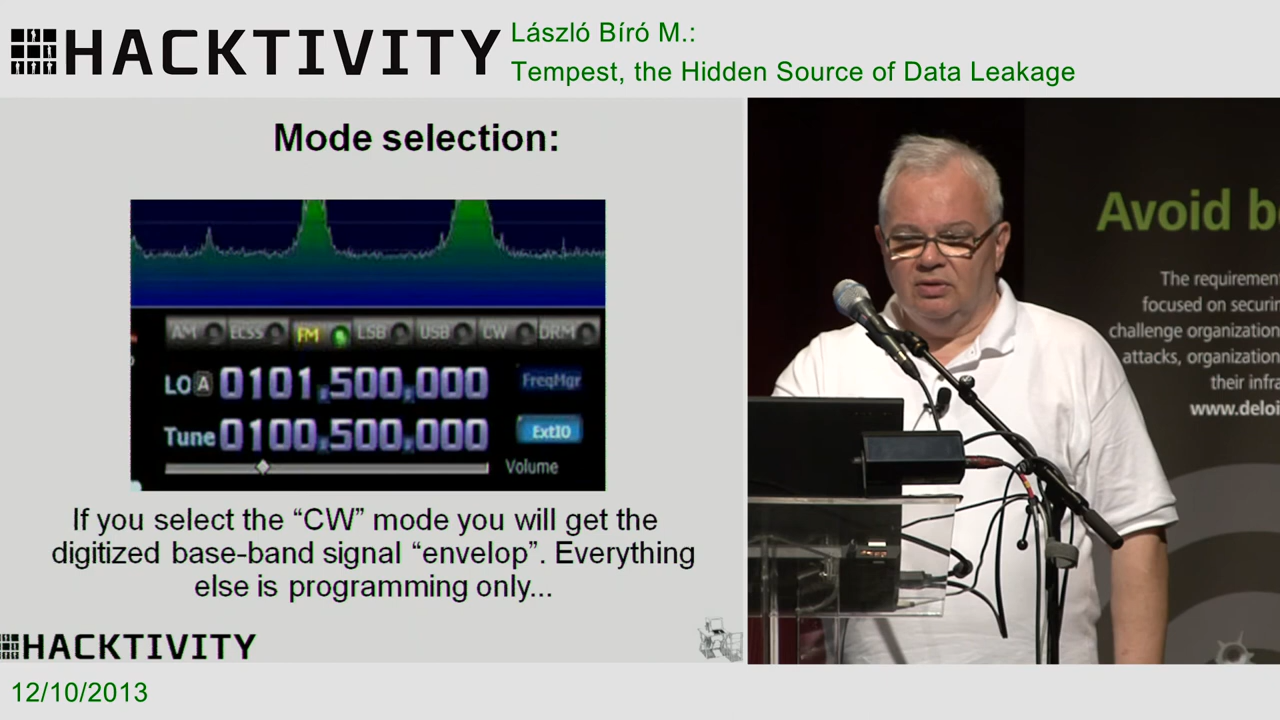 HACKTIVITY
László Bíró M.:
Tempest, the Hidden Source of Data Leakage
Mode selection:
AM ECSS FM LSB USB CW DRM
LO A 0101,500,000 FreqMgr
Tune 0100,500,000 ExtIO
Volume
If you select the “CW” mode you will get the
digitized base-band signal “envelop”. Everything
else is programming only...
HACKTIVITY
Avoid b
The requirement
focused on securin
challenge organization
attacks, organization
their infra
www.deloi
12/10/2013